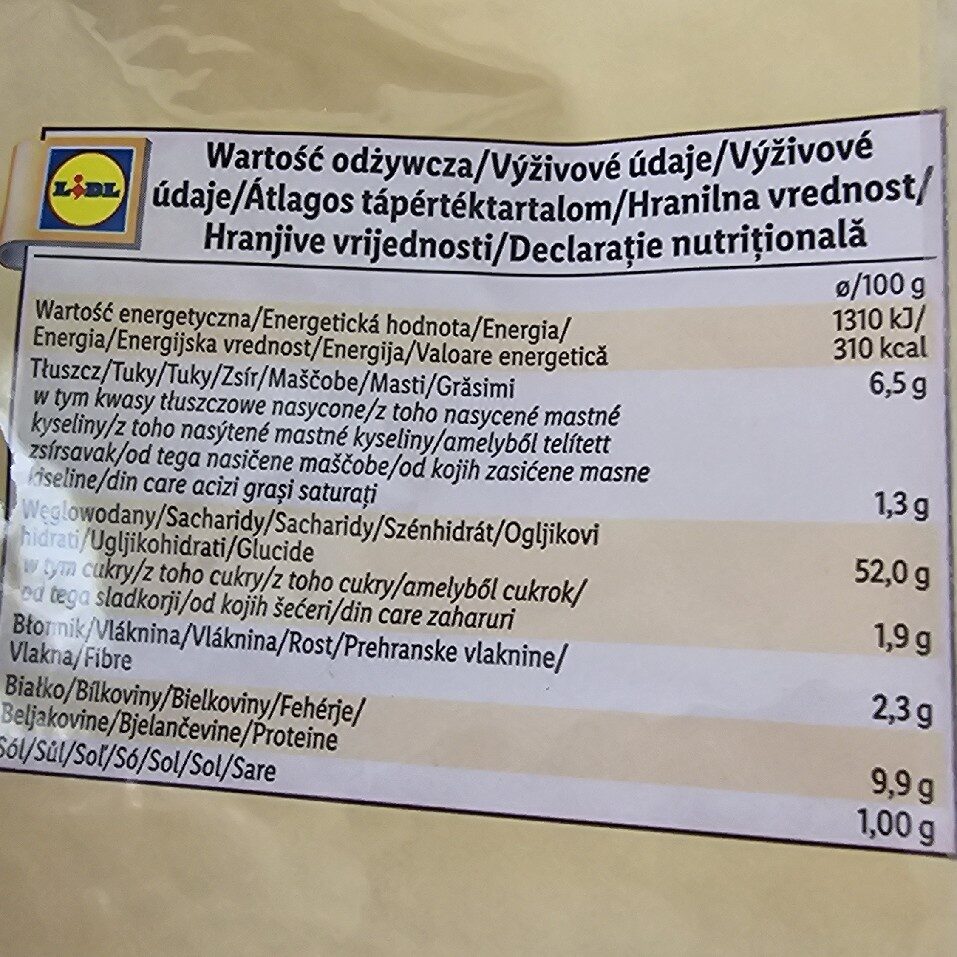 LIDL
Wartość odżywcza/Výživové údaje/Výživové
údaje/Átlagos tápértéktartalom/Hranilna vrednost/
Hranjive vrijednosti/Declarație nutrițională
ø/100 g
Wartość energetyczna/Energetická hodnota/Energia/
Energia/Energijska vrednost/Energija/Valoare energetică
1310 kJ/
310 kcal
Tłuszcz/Tuky/Tuky/Zsír/Maščobe/Masti/Grăsimi
6,5 g
w tym kwasy tłuszczowe nasycone/z toho nasycené mastné
kyseliny/z toho nasýtené mastné kyseliny/amelyből telített
zsírsavak/od tega nasičene maščobe/od kojih zasićene masne
kiseline/din care acizi grași saturați
1,3 g
Węglowodany/Sacharidy/Sacharidy/Szénhidrát/Ogljikovi
hidrati/Ugljikohidrati/Glucide
52,0 g
w tym cukry/z toho cukry/z toho cukry/amelyből cukrok/
od tega sladkorji/od kojih šećeri/din care zaharuri
1,9 g
Błonnik/Vláknina/Vláknina/Rost/Prehranske vlaknine/
Vlakna/Fibre
2,3 g
Białko/Bílkoviny/Bielkoviny/Fehérje/
Beljakovine/Bjelančevine/Proteine
9,9 g
Sól/Sůl/Soľ/Só/Sol/Sol/Sare
1,00 g